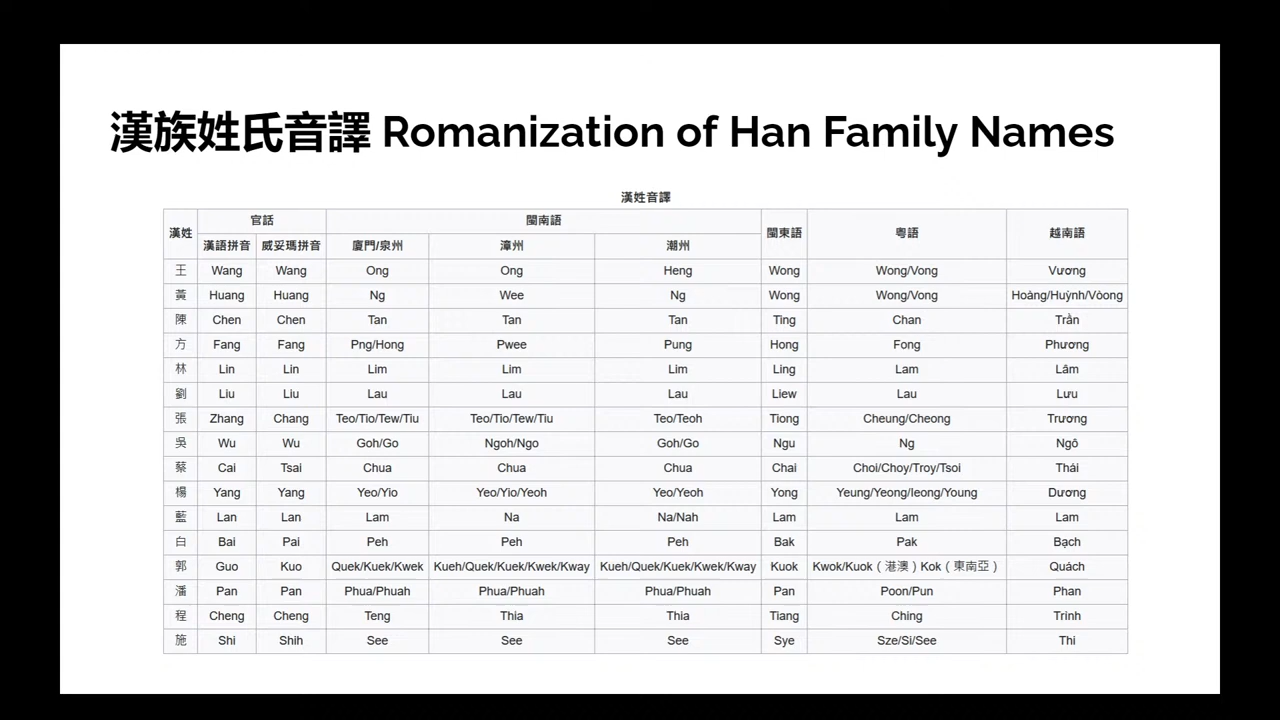 漢族姓氏音譯 Romanization of Han Family Names
漢姓音譯
漢姓 官話 閩南語 閩東語 粵語 越南語
漢語拼音 威妥瑪拼音 廈門/泉州 漳州 潮州
王 Wang Wang Ong Ong Heng Wong Wong/Vong Vương
黃 Huang Huang Ng Wee Ng Wong Wong/Vong Hoàng/Huỳnh/Vòong
陳 Chen Chen Tan Tan Tan Ting Chan Trần
方 Fang Fang Png/Hong Pwee Pung Hong Fong Phương
林 Lin Lin Lim Lim Lim Ling Lam Lâm
劉 Liu Liu Lau Lau Lau Liew Lau Lưu
張 Zhang Chang Teo/Tio/Tew/Tiu Teo/Tio/Tew/Tiu Teo/Teoh Tiong Cheung/Cheong Trương
吳 Wu Wu Goh/Go Ngoh/Ngo Goh/Go Ngu Ng Ngô
蔡 Cai Tsai Chua Chua Chua Chai Choi/Choy/Troy/Tsoi Thái
楊 Yang Yang Yeo/Yio Yeo/Yio/Yeoh Yeo/Yeoh Yong Yeung/Yeong/Ieong/Young Dương
藍 Lan Lan Lam Na Na/Nah Lam Lam Lam
白 Bai Pai Peh Peh Peh Bak Pak Bạch
郭 Guo Kuo Quek/Kuek/Kwek Kueh/Quek/Kuek/Kwek/Kway Kueh/Quek/Kuek/Kwek/Kway Kuok Kwok/Kuok（港澳）Kok（東南亞） Quách
潘 Pan Pan Phua/Phuah Phua/Phuah Phua/Phuah Pan Poon/Pun Phan
程 Cheng Cheng Teng Thia Thia Tiang Ching Trình
施 Shi Shih See See See Sye Sze/Si/See Thi